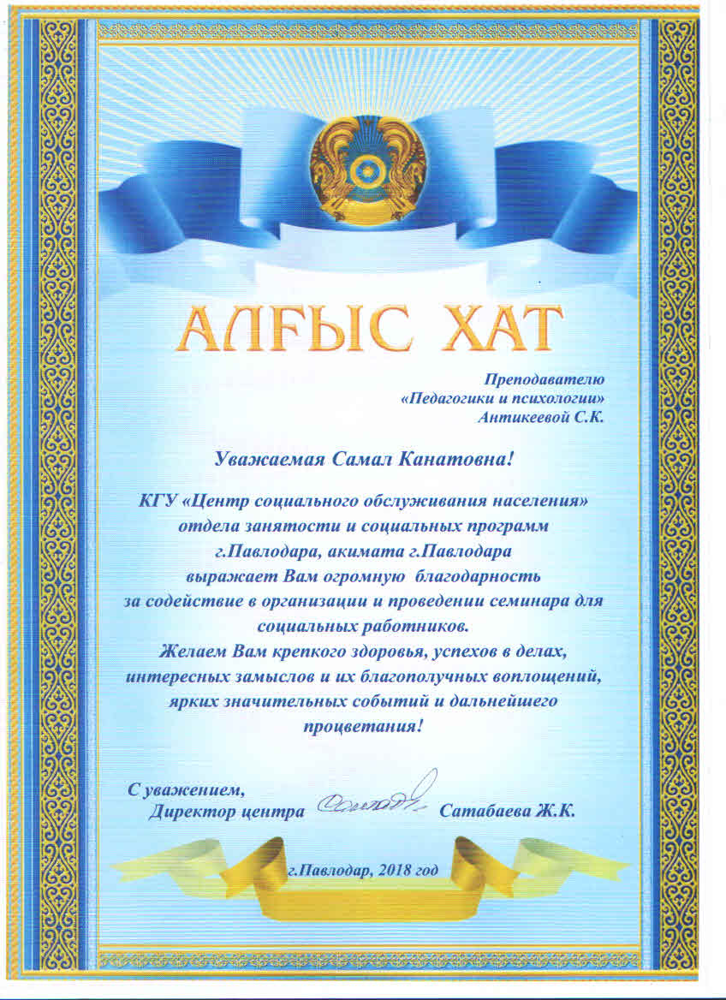 АЛҒЫС ХАТ
Преподавателю
«Педагогики и психологии»
Антикеевой С.К.
Уважаемая Самал Канатовна!
КГУ «Центр социального обслуживания населения»
отдела занятости и социальных программ
г.Павлодара, акимата г.Павлодара
выражает Вам огромную благодарность
за содействие в организации и проведении семинара для
социальных работников.
Желаем Вам крепкого здоровья, успехов в делах,
интересных замыслов и их благополучных воплощений,
ярких значительных событий и дальнейшего
процветания!
С уважением,
Директор центра Сатабаева Ж.К.
г.Павлодар, 2018 год